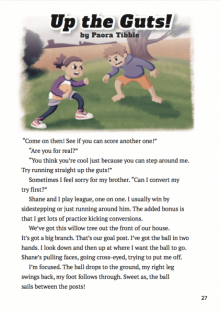 Up the Guts!
by Paora Tibble
"Come on then! See if you can score another one!"
"Are you for real?"
"You think you're cool just because you can step around me.
Try running straight up the guts!"
Sometimes I feel sorry for my brother. "Can I convert my
try first?"
Shane and I play league, one on one. I usually win by
sidestepping or just running around him. The added bonus is
that I get lots of practice kicking conversions.
We've got this willow tree out the front of our house.
It's got a big branch. That's our goal post. I've got the ball in two
hands. I look down and then up at where I want the ball to go.
Shane's pulling faces, going cross-eyed, trying to put me off.
I'm focused. The ball drops to the ground, my right leg
swings back, my foot follows through. Sweet as, the ball
sails between the posts!
27